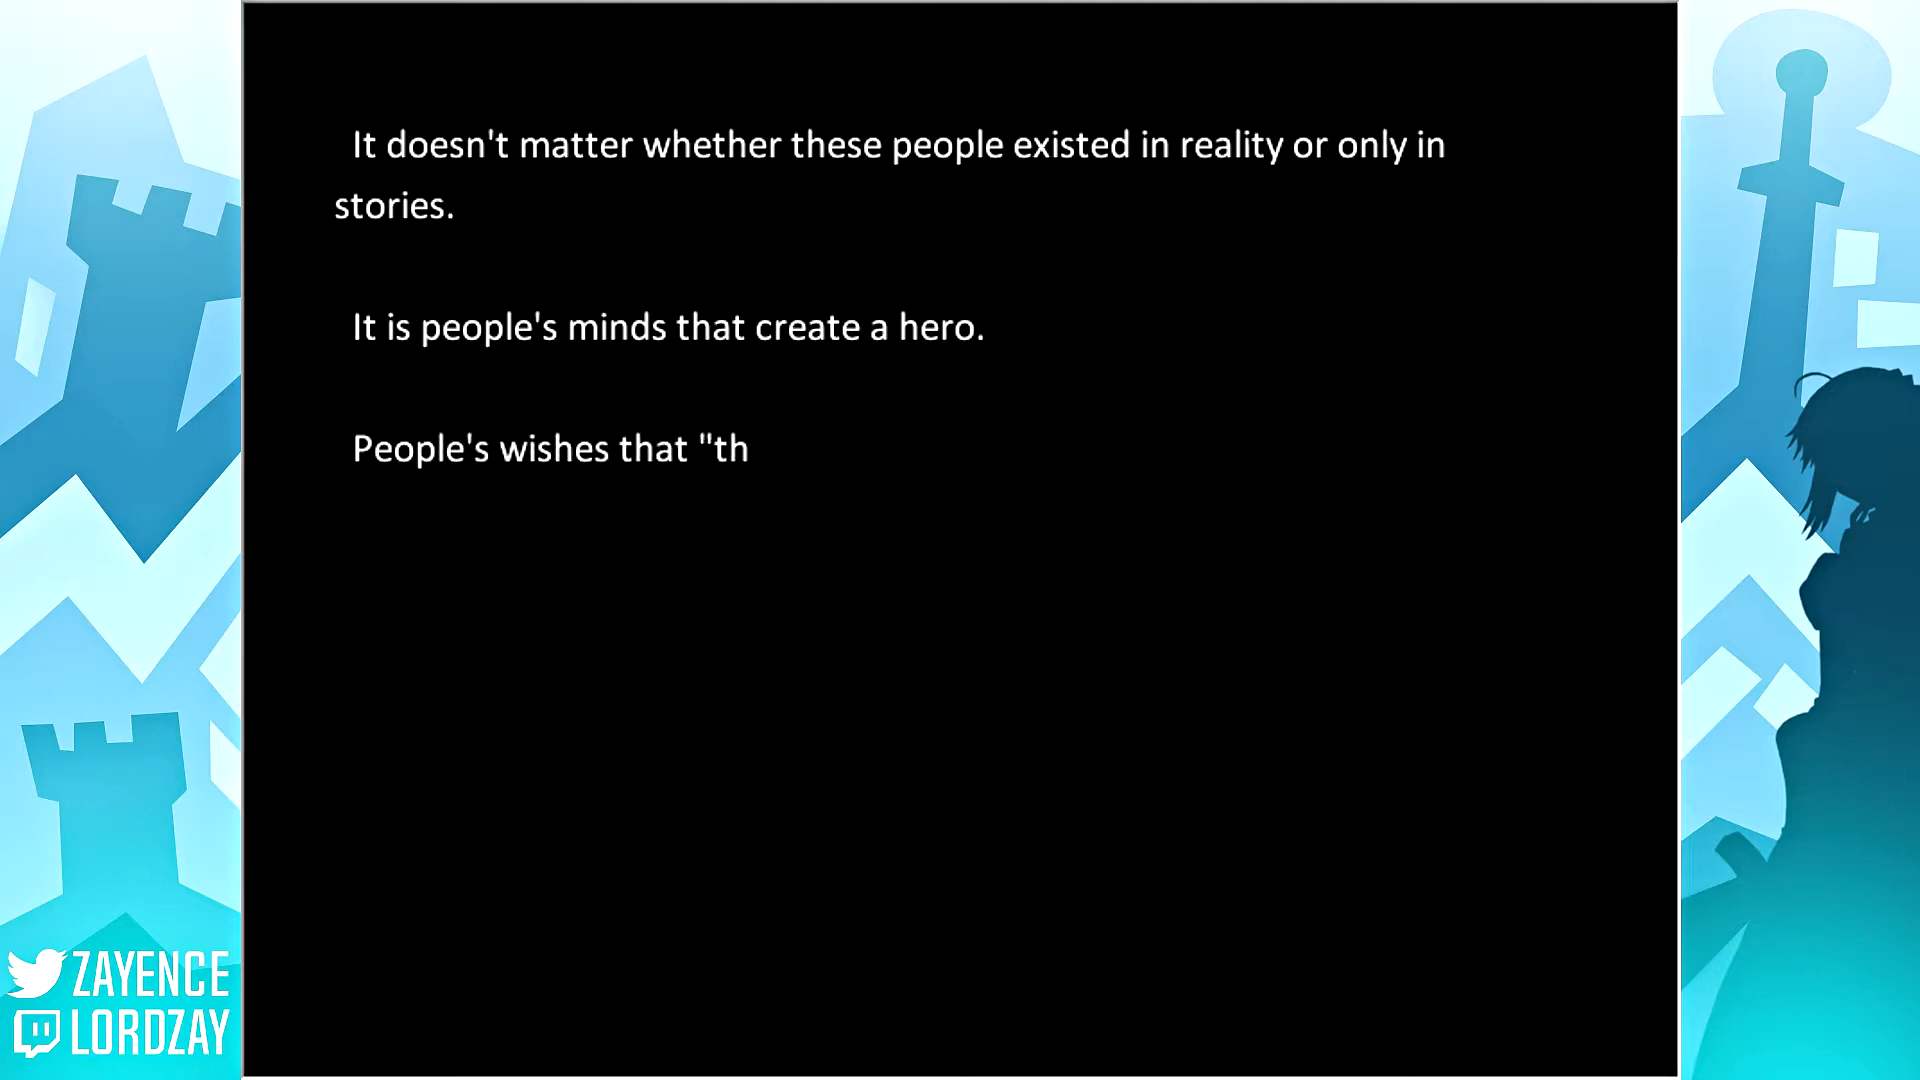 It doesn't matter whether these people existed in reality or only in
stories.
It is people's minds that create a hero.
People's wishes that "th
ZAYENCE
LORDZAY